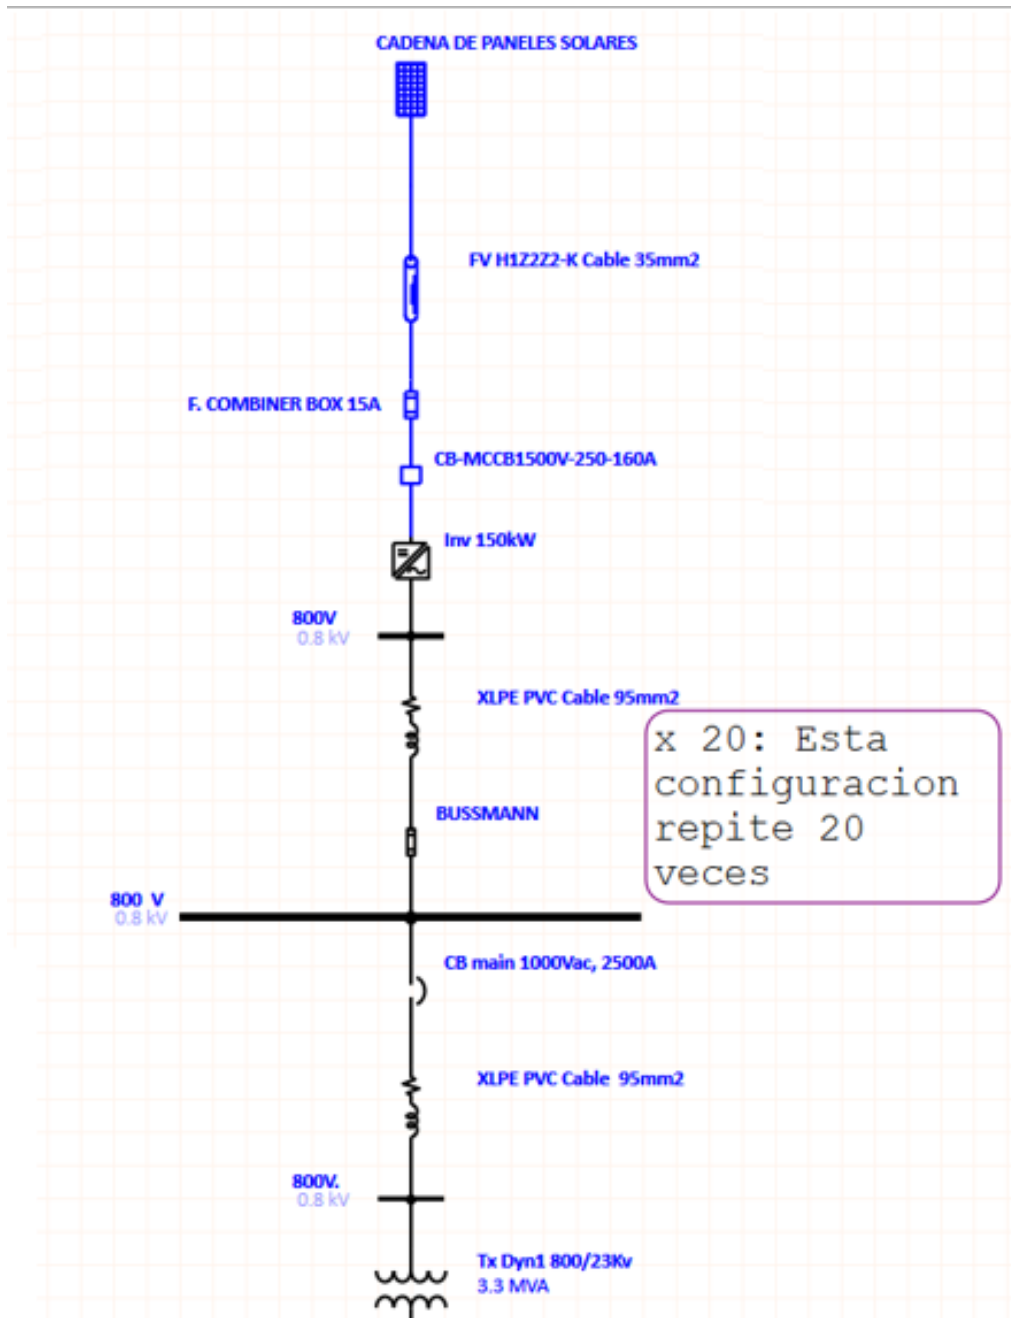 CADENA DE PANELES SOLARES
FV H1Z2Z2-K Cable 35mm2
F. COMBINER BOX 15A
CB-MCCB1500V-250-160A
Inv 150kW
800V
0.8 kV
XLPE PVC Cable 95mm2
x 20: Esta
configuracion
repite 20
veces
BUSSMANN
800 V
0.8 kV
CB main 1000Vac, 2500A
XLPE PVC Cable 95mm2
800V.
0.8 kV
Tx Dyn1 800/23Kv
3.3 MVA